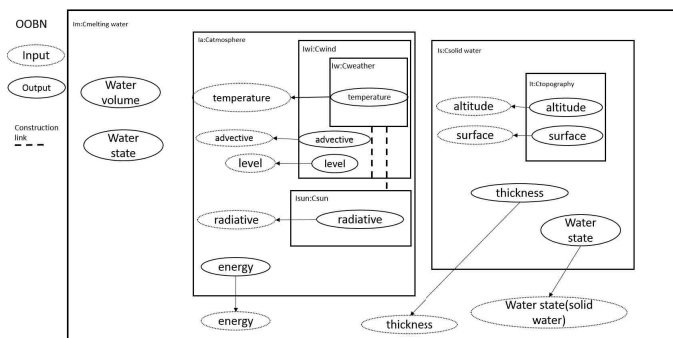 OOBN
Input
Output
Construction
link
Im:Cmelting water
Water
volume
Water
state
Ia:Catmosphere
Iwi:Cwind
Iw:Cweather
temperature
temperature
advective
advective
level
level
Isun:Csun
radiative
radiative
energy
energy
Is:Csolid water
It:Ctopography
altitude
altitude
surface
surface
thickness
Water
state
thickness
Water state(solid
water)